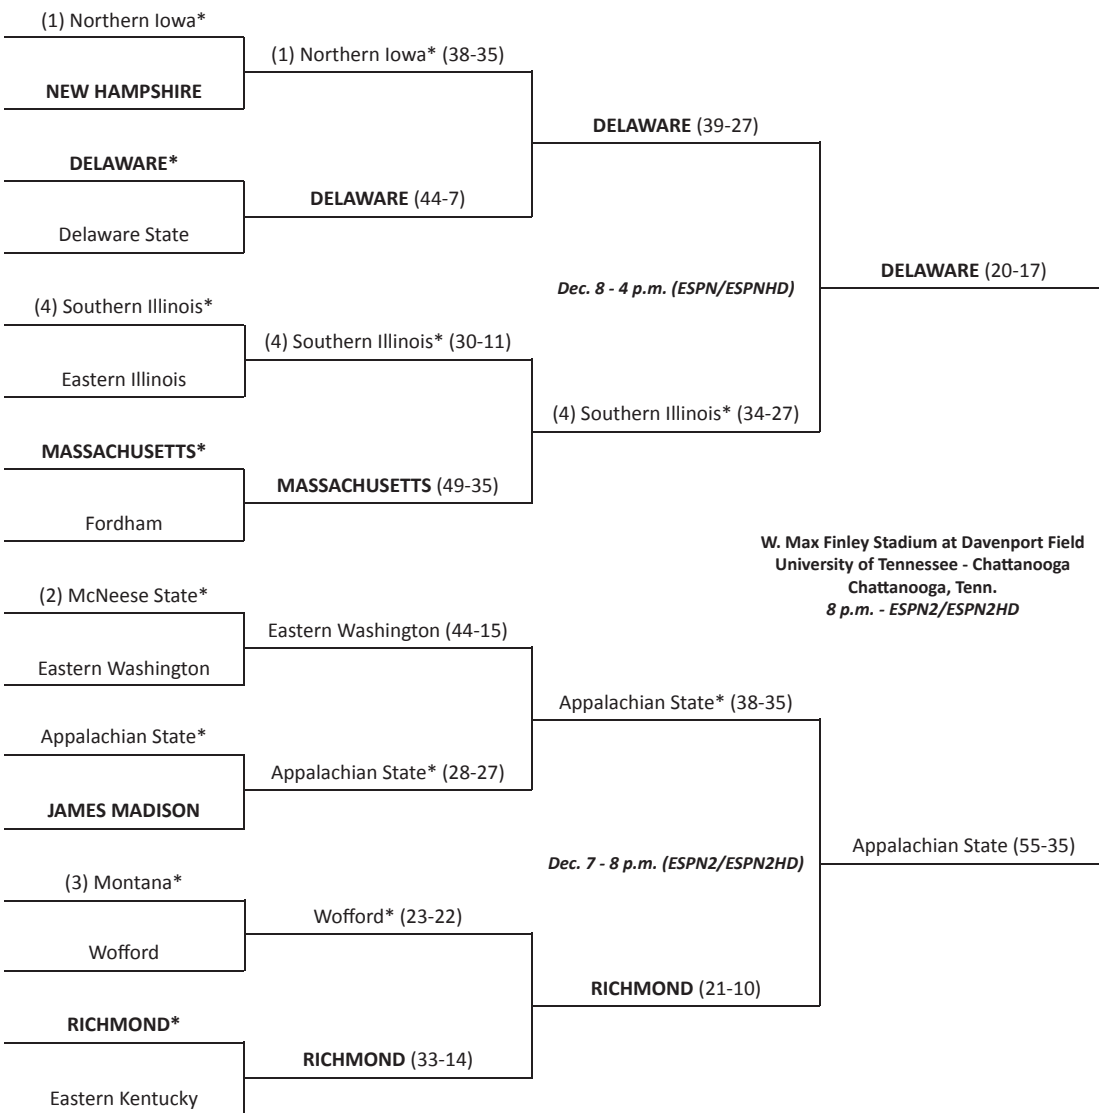 (1) Northern Iowa*
NEW HAMPSHIRE
DELAWARE*
Delaware State
(4) Southern Illinois*
Eastern Illinois
MASSACHUSETTS*
Fordham
(2) McNeese State*
Eastern Washington
Appalachian State*
JAMES MADISON
(3) Montana*
Wofford
RICHMOND*
Eastern Kentucky
(1) Northern Iowa* (38-35)
DELAWARE (44-7)
(4) Southern Illinois* (30-11)
MASSACHUSETTS (49-35)
Eastern Washington (44-15)
Appalachian State* (28-27)
Wofford* (23-22)
RICHMOND (33-14)
DELAWARE (39-27)
Dec. 8 - 4 p.m. (ESPN/ESPNHD)
(4) Southern Illinois* (34-27)
Appalachian State* (38-35)
Dec. 7 - 8 p.m. (ESPN2/ESPN2HD)
RICHMOND (21-10)
DELAWARE (20-17)
W. Max Finley Stadium at Davenport Field
University of Tennessee - Chattanooga
Chattanooga, Tenn.
8 p.m. - ESPN2/ESPN2HD
Appalachian State (55-35)